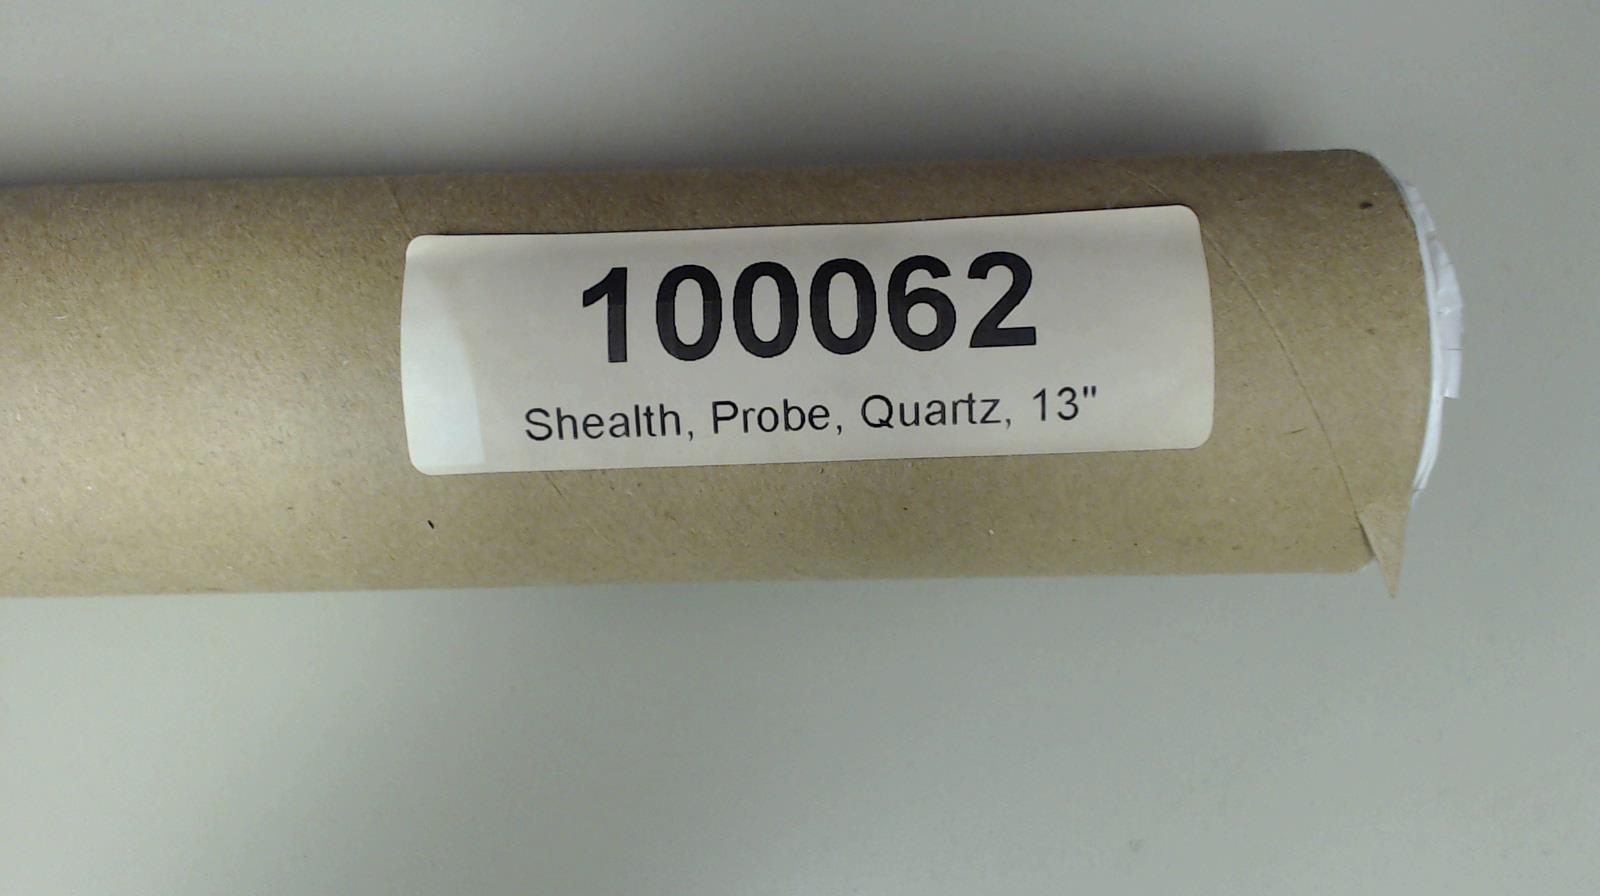 100062
Shealth, Probe, Quartz, 13"